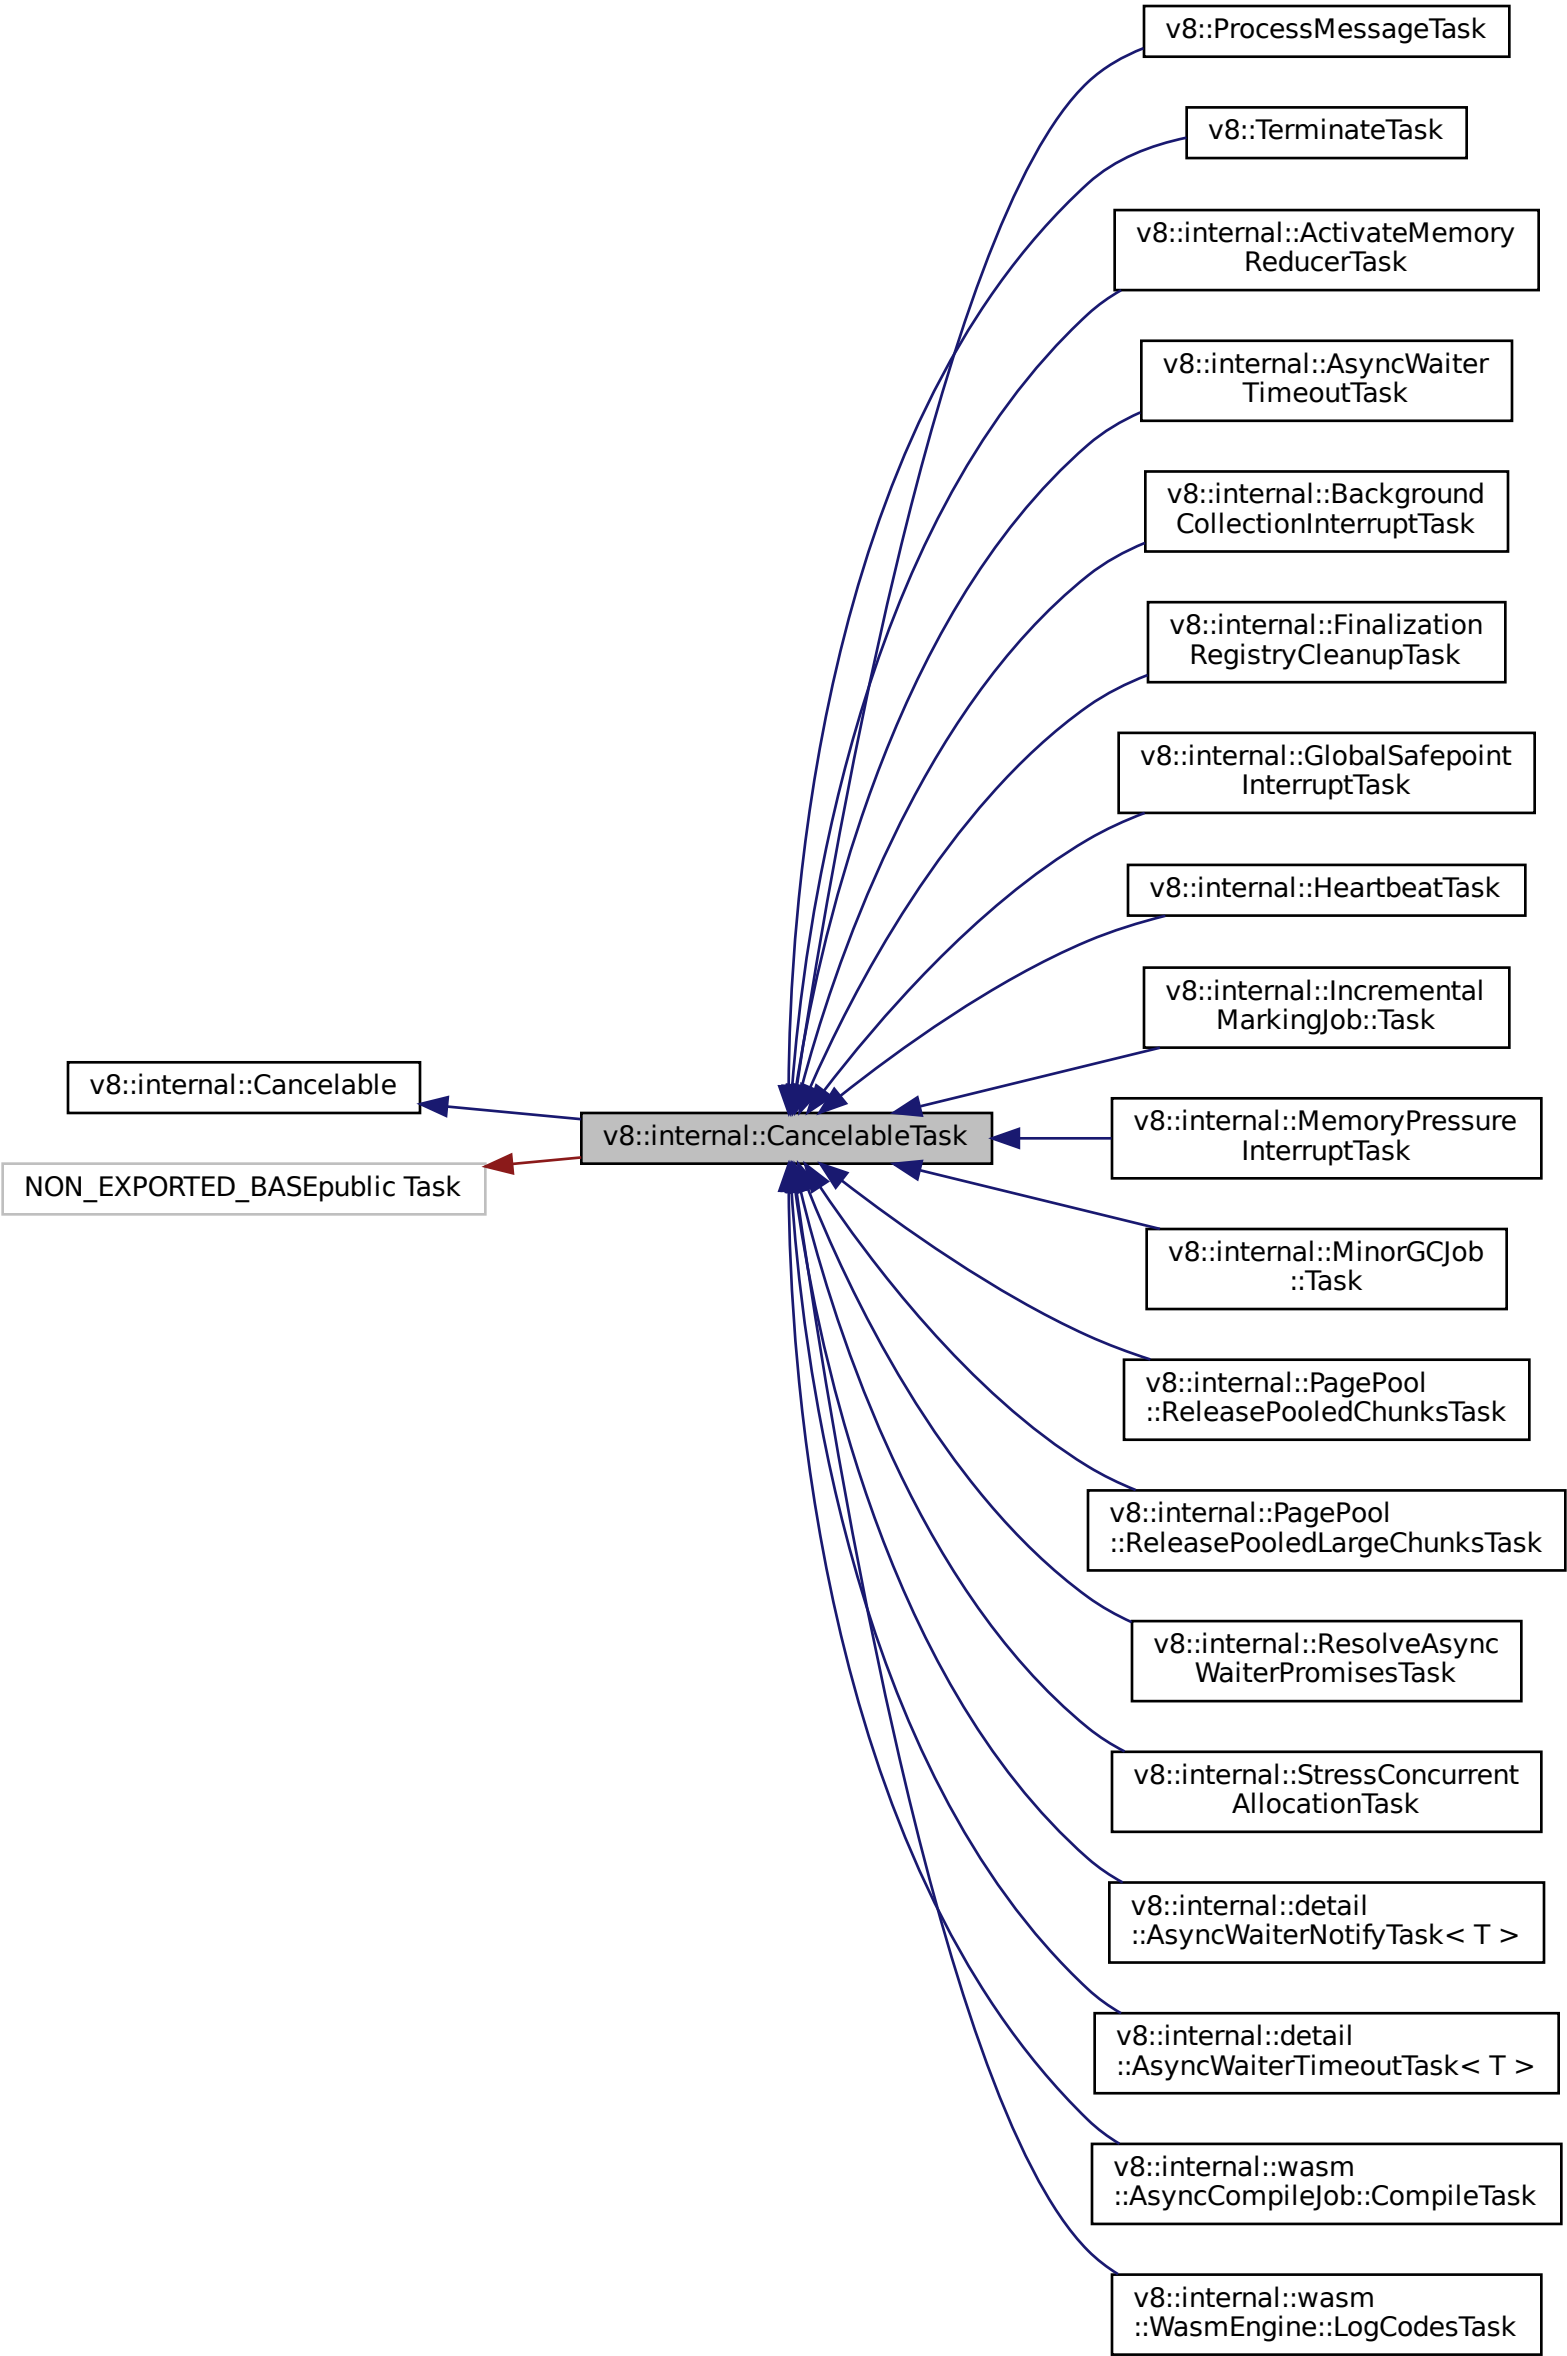 v8::ProcessMessageTask
v8::TerminateTask
v8::internal::ActivateMemory
ReducerTask
v8::internal::AsyncWaiter
TimeoutTask
v8::internal::Background
CollectionInterruptTask
v8::internal::Finalization
RegistryCleanupTask
v8::internal::GlobalSafepoint
InterruptTask
v8::internal::HeartbeatTask
v8::internal::Incremental
MarkingJob::Task
v8::internal::Cancelable
v8::internal::CancelableTask
v8::internal::MemoryPressure
InterruptTask
NON_EXPORTED_BASEpublic Task
v8::internal::MinorGCJob
::Task
v8::internal::PagePool
::ReleasePooledChunksTask
v8::internal::PagePool
::ReleasePooledLargeChunksTask
v8::internal::ResolveAsync
WaiterPromisesTask
v8::internal::StressConcurrent
AllocationTask
v8::internal::detail
::AsyncWaiterNotifyTask< T >
v8::internal::detail
::AsyncWaiterTimeoutTask< T >
v8::internal::wasm
::AsyncCompileJob::CompileTask
v8::internal::wasm
::WasmEngine::LogCodesTask